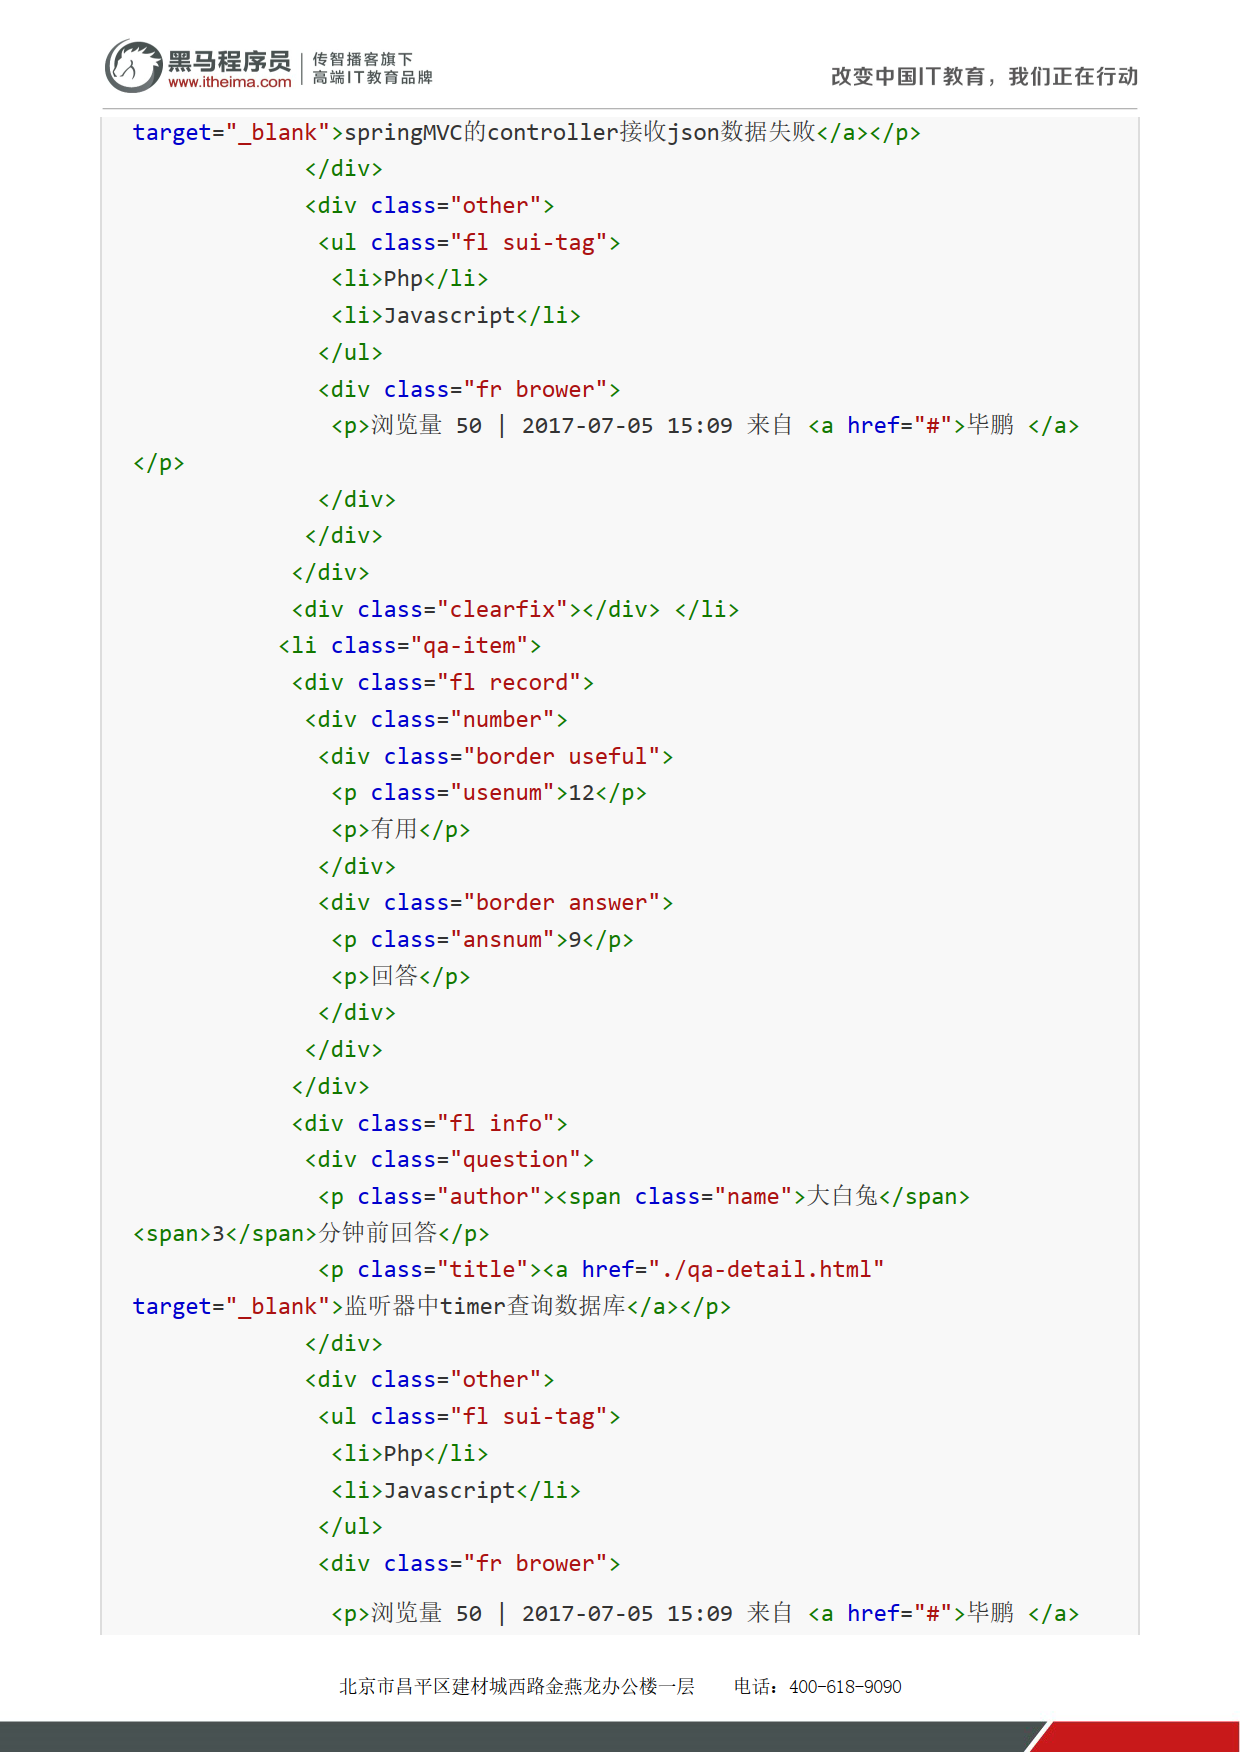 黑马程序员
www.itheima.com
传智播客旗下
高端IT教育品牌
改变中国IT教育，我们正在行动
target="_blank">springMVC的controller接收json数据失败</a></p>
</div>
<div class="other">
<ul class="fl sui-tag">
<li>Php</li>
<li>Javascript</li>
</ul>
<div class="fr brower">
<p>浏览量 50 | 2017-07-05 15:09 来自 <a href="#">毕鹏 </a>
</p>
</div>
</div>
</div>
<div class="clearfix"></div> </li>
<li class="qa-item">
<div class="fl record">
<div class="number">
<div class="border useful">
<p class="usenum">12</p>
<p>有用</p>
</div>
<div class="border answer">
<p class="ansnum">9</p>
<p>回答</p>
</div>
</div>
</div>
<div class="fl info">
<div class="question">
<p class="author"><span class="name">大白兔</span>
<span>3</span>分钟前回答</p>
<p class="title"><a href="./qa-detail.html"
target="_blank">监听器中timer查询数据库</a></p>
</div>
<div class="other">
<ul class="fl sui-tag">
<li>Php</li>
<li>Javascript</li>
</ul>
<div class="fr brower">
<p>浏览量 50 | 2017-07-05 15:09 来自 <a href="#">毕鹏 </a>
北京市昌平区建材城西路金燕龙办公楼一层 电话：400-618-9090